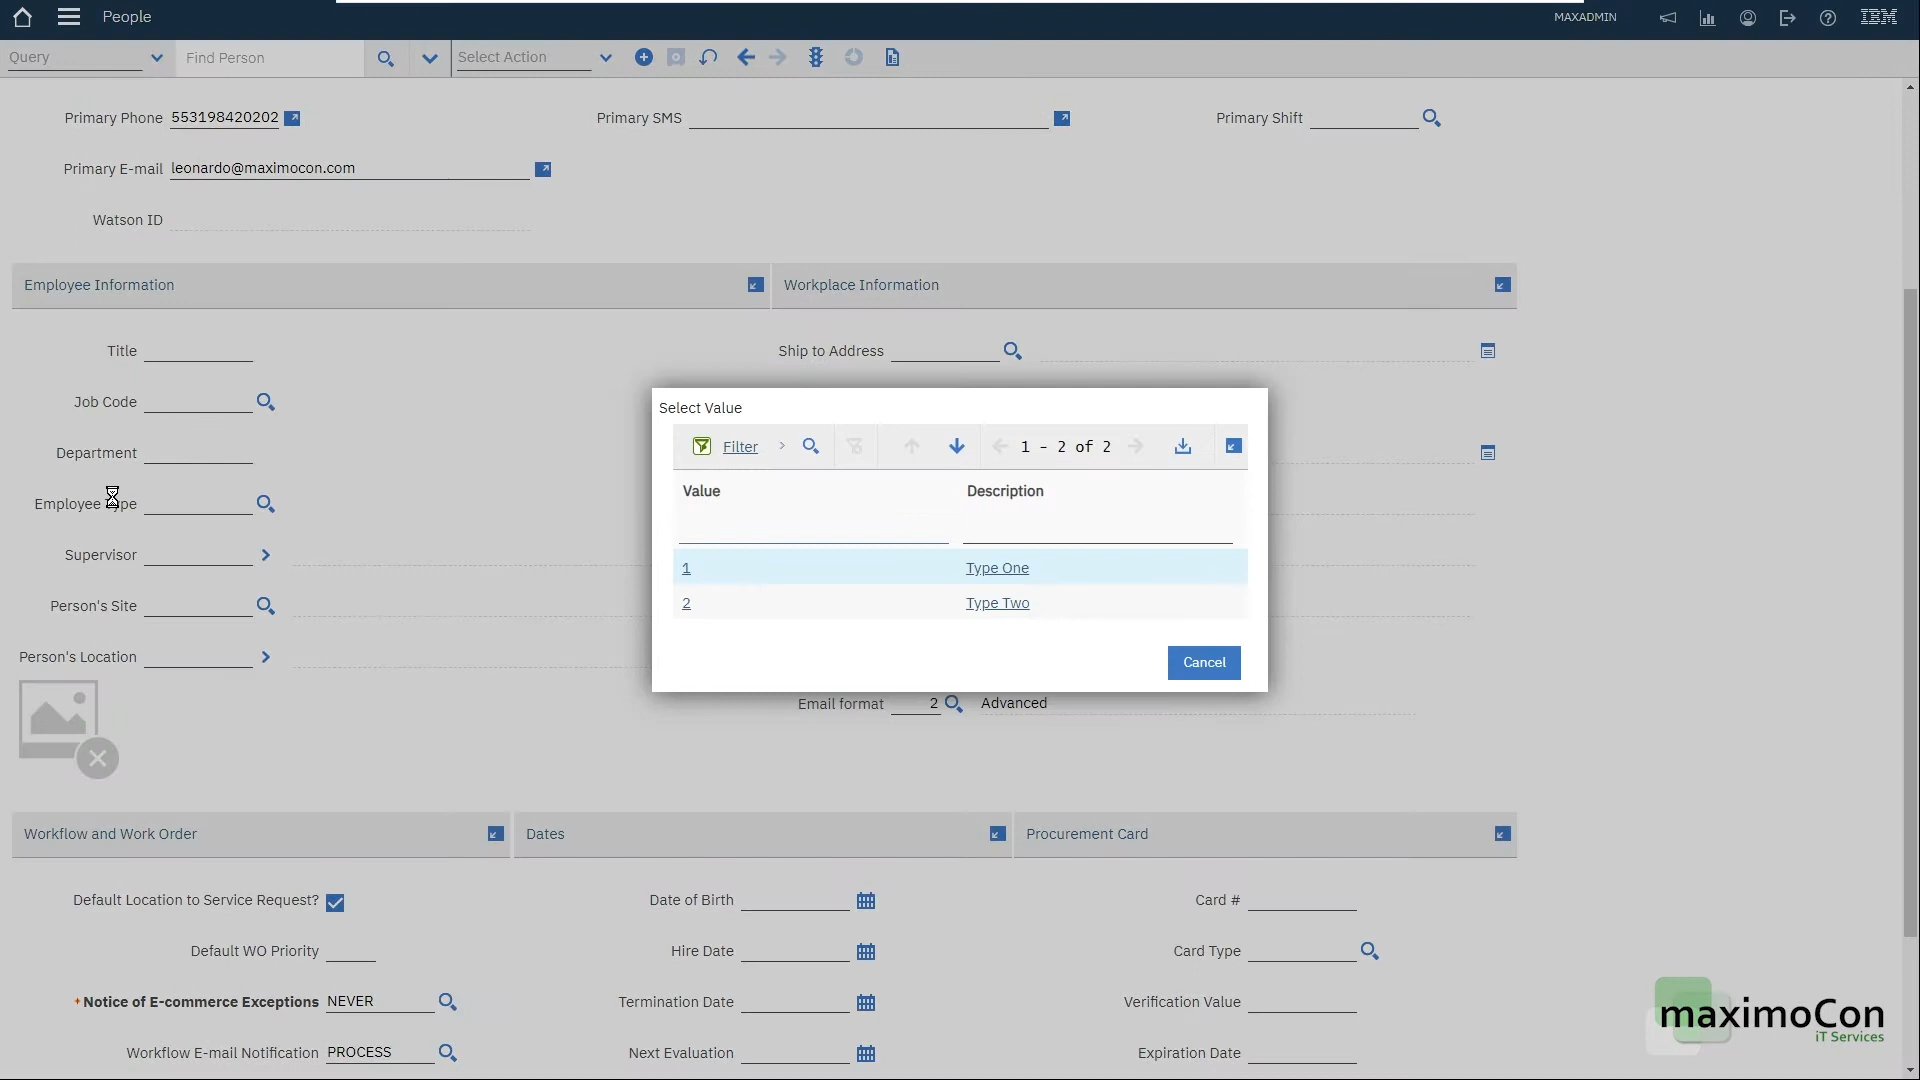 People
MAXADMIN
IBM
Query
Find Person
Select Action
Primary Phone 553198420202
Primary SMS
Primary Shift
Primary E-mail leonardo@maximocon.com
Watson ID
Employee Information
Workplace Information
Title
Ship to Address
Job Code
Department
Employee Type
Supervisor
Person's Site
Person's Location
Select Value
Filter
1 - 2 of 2
Value
Description
1
Type One
2
Type Two
Cancel
Email format 2 Advanced
Workflow and Work Order
Dates
Procurement Card
Default Location to Service Request?
Date of Birth
Card #
Default WO Priority
Hire Date
Card Type
* Notice of E-commerce Exceptions NEVER
Termination Date
Verification Value
Workflow E-mail Notification PROCESS
Next Evaluation
Expiration Date
maximoCon
iT Services